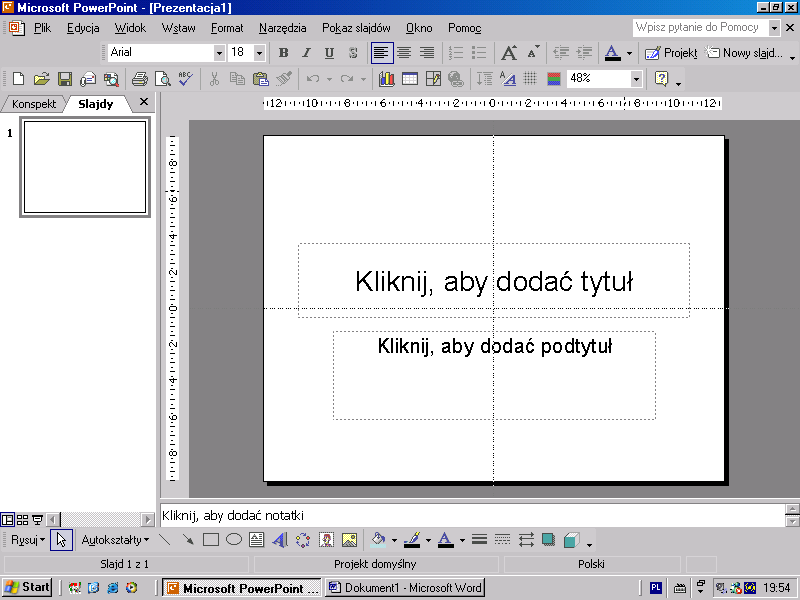 Microsoft PowerPoint - [Prezentacja1]
Plik Edycja Widok Wstaw Format Narzędzia Pokaz slajdów Okno Pomoc Wpisz pytanie do Pomocy
Arial 18 B I U S A A A Projekt Nowy slajd...
ABC A 48% ?
Konspekt Slajdy
12 10 8 6 4 2 0 2 4 6 8 10 12
1
8 6 4 2 0 2 4 6 8
Kliknij, aby dodać tytuł
Kliknij, aby dodać podtytuł
Kliknij, aby dodać notatki
Rysuj Autokształty A A
Slajd 1 z 1 Projekt domyślny Polski
Start Microsoft PowerPoint ... Dokument1 - Microsoft Word PL 19:54